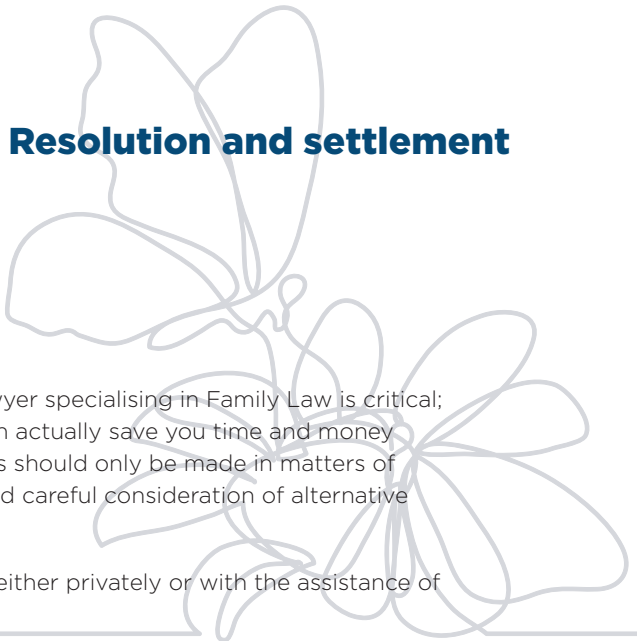 Resolution and settlement
yer specialising in Family Law is critical;
n actually save you time and money
s should only be made in matters of
d careful consideration of alternative
either privately or with the assistance of